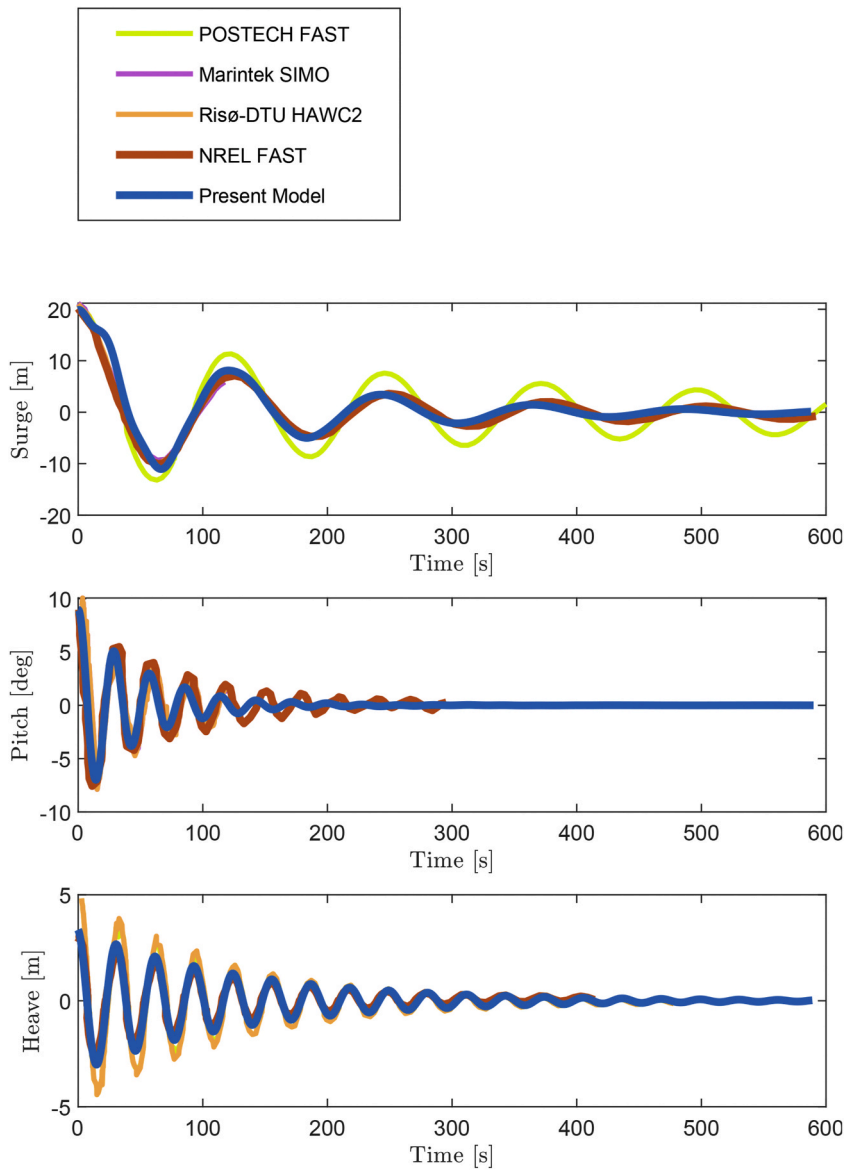 POSTECH FAST
Marintek SIMO
Risø-DTU HAWC2
NREL FAST
Present Model
20
10
0
-10
-20
Surge [m]
0 100 200 300 400 500 600
Time [s]
10
5
0
-5
-10
Pitch [deg]
0 100 200 300 400 500 600
Time [s]
5
0
-5
Heave [m]
0 100 200 300 400 500 600
Time [s]